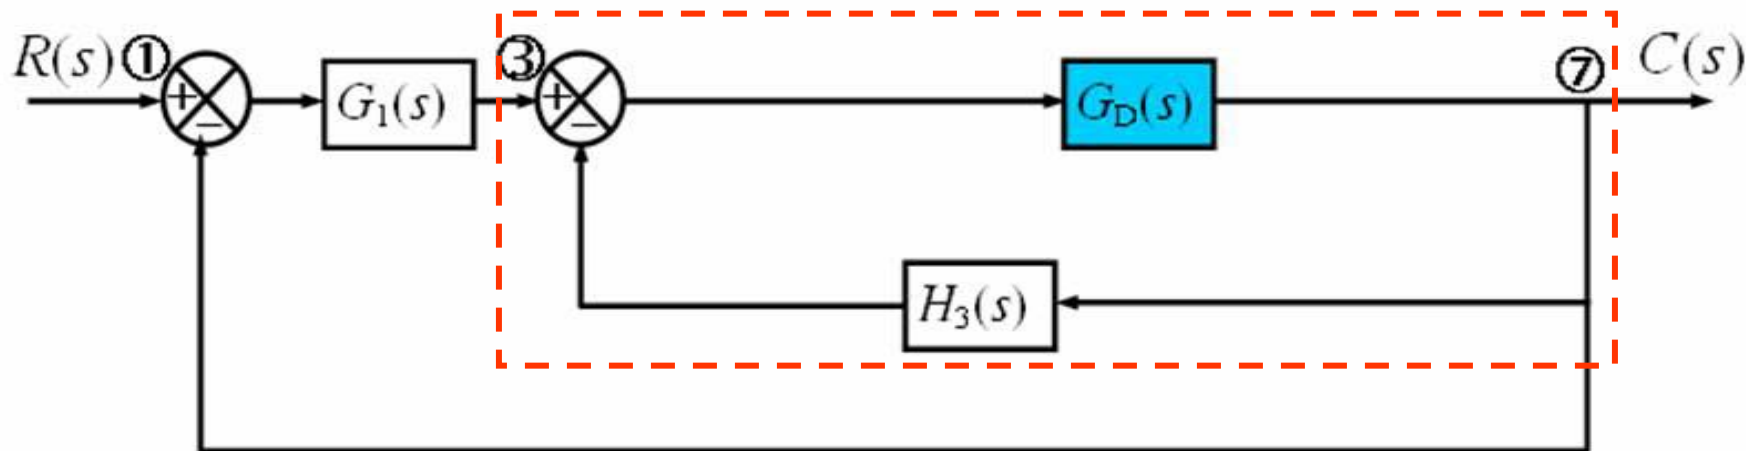 R(s) ① + − G₁(s) ③ + − G_D(s) ⑦ C(s)
H₃(s)